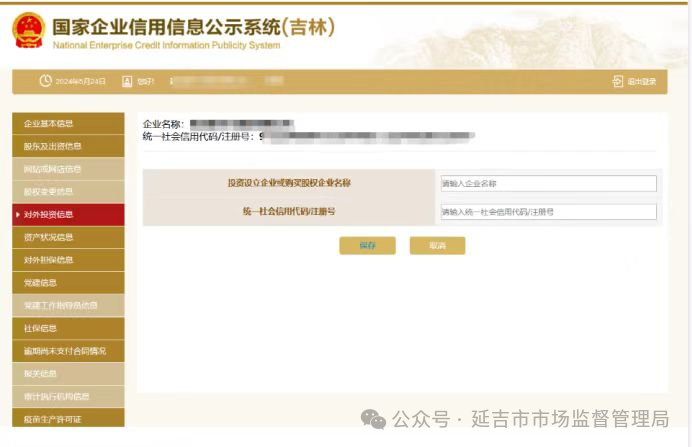 国家企业信用信息公示系统(吉林)
National Enterprise Credit Information Publicity System
2024年5月24日 您好! 退出登录
企业基本信息
股东及出资信息
网站或网店信息
股权变更信息
对外投资信息
资产状况信息
对外担保信息
党建信息
党建工作指导员信息
社保信息
逾期尚未支付合同情况
报关信息
审计执行机构信息
疫苗生产许可证
企业名称:
统一社会信用代码/注册号: 9
投资设立企业或购买股权企业名称 请输入企业名称
统一社会信用代码/注册号 请输入统一社会信用代码/注册号
保存 取消
公众号 · 延吉市市场监督管理局